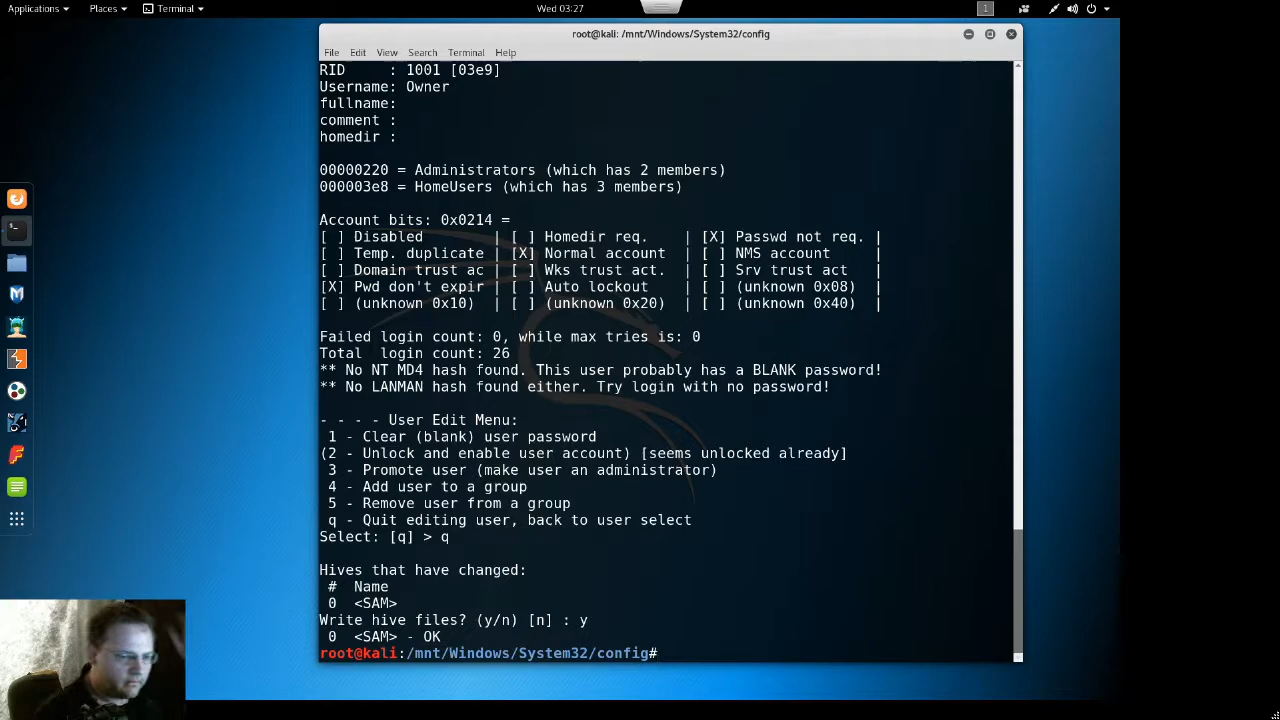 Applications Places Terminal Wed 03:27 1
root@kali: /mnt/Windows/System32/config
File Edit View Search Terminal Help
RID     : 1001 [03e9]
Username: Owner
fullname:
comment :
homedir :
00000220 = Administrators (which has 2 members)
000003e8 = HomeUsers (which has 3 members)
Account bits: 0x0214 =
[ ] Disabled        | [ ] Homedir req.    | [X] Passwd not req. |
[ ] Temp. duplicate | [X] Normal account  | [ ] NMS account     |
[ ] Domain trust ac | [ ] Wks trust act.  | [ ] Srv trust act   |
[X] Pwd don't expir | [ ] Auto lockout    | [ ] (unknown 0x08)  |
[ ] (unknown 0x10)  | [ ] (unknown 0x20)  | [ ] (unknown 0x40)  |
Failed login count: 0, while max tries is: 0
Total  login count: 26
** No NT MD4 hash found. This user probably has a BLANK password!
** No LANMAN hash found either. Try login with no password!
- - - - User Edit Menu:
 1 - Clear (blank) user password
(2 - Unlock and enable user account) [seems unlocked already]
 3 - Promote user (make user an administrator)
 4 - Add user to a group
 5 - Remove user from a group
 q - Quit editing user, back to user select
Select: [q] > q
Hives that have changed:
 #  Name
 0  <SAM>
Write hive files? (y/n) [n] : y
 0  <SAM> - OK
root@kali:/mnt/Windows/System32/config#